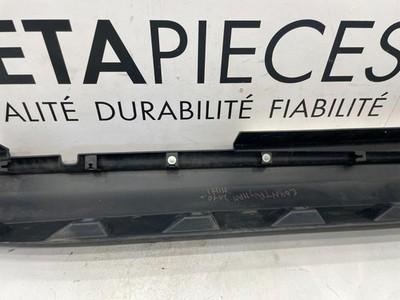 ETAPIECES
ALITÉ DURABILITÉ FIABILITÉ